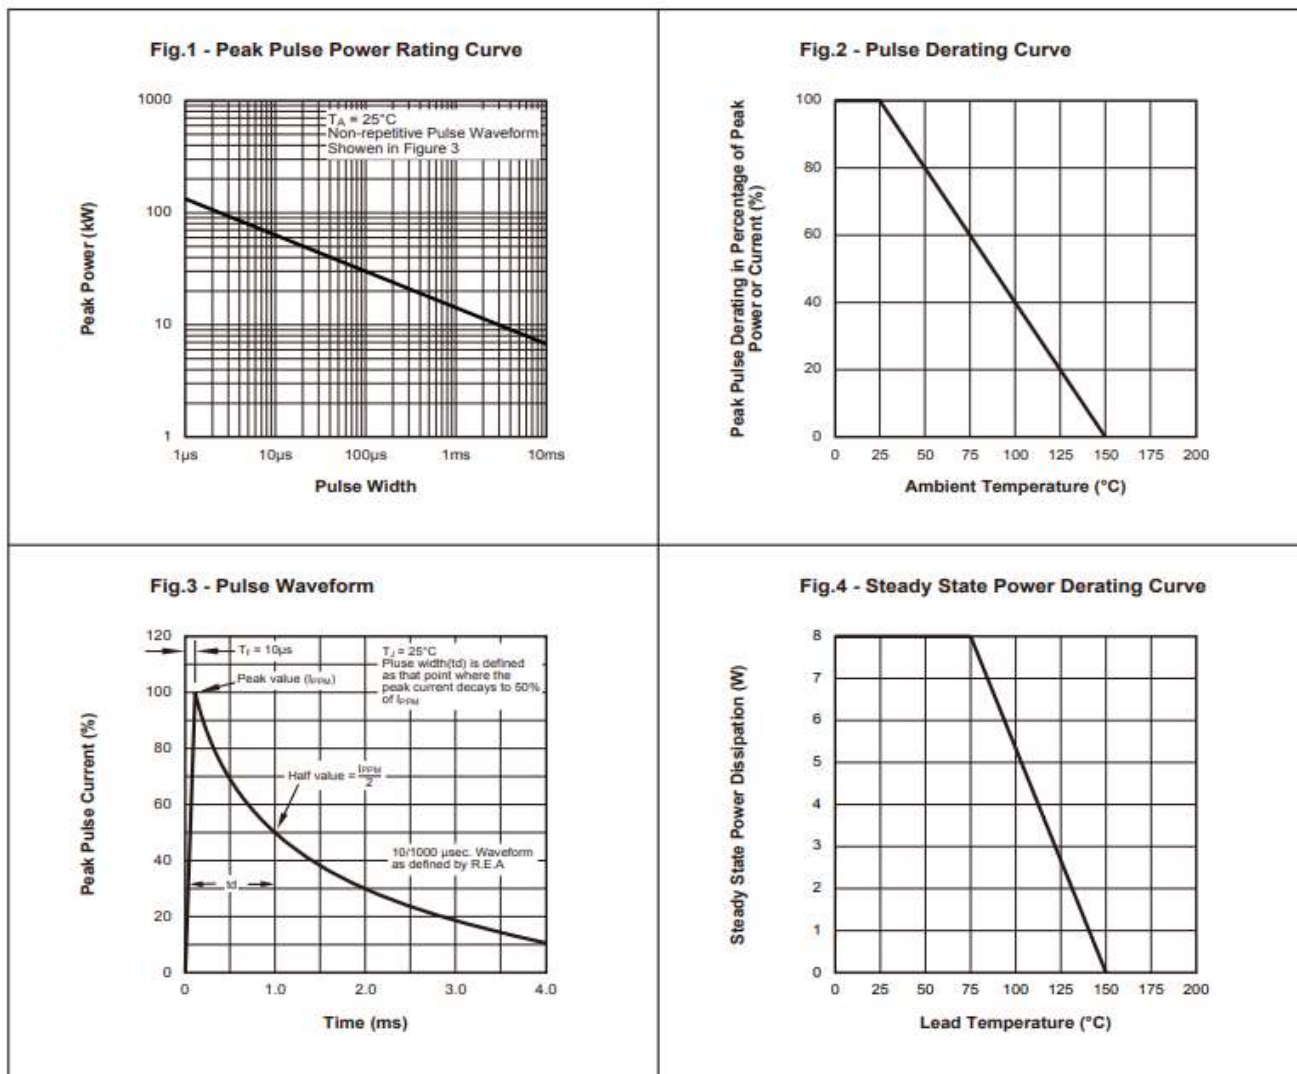 Fig.1 - Peak Pulse Power Rating Curve
1000
100
10
1
Peak Power (kW)
TA = 25°C
Non-repetitive Pulse Waveform
Showen in Figure 3
1µs
10µs
100µs
1ms
10ms
Pulse Width
Fig.2 - Pulse Derating Curve
100
80
60
40
20
0
Peak Pulse Derating in Percentage of Peak
Power or Current (%)
0
25
50
75
100
125
150
175
200
Ambient Temperature (°C)
Fig.3 - Pulse Waveform
120
100
80
60
40
20
0
Peak Pulse Current (%)
Tf = 10µs
Peak value (IPPM)
TJ = 25°C
Pluse width(td) is defined
as that point where the
peak current decays to 50%
of IPPM
Half value = IPPM
2
10/1000 µsec. Waveform
as defined by R.E.A
td
0
1.0
2.0
3.0
4.0
Time (ms)
Fig.4 - Steady State Power Derating Curve
8
7
6
5
4
3
2
1
0
Steady State Power Dissipation (W)
0
25
50
75
100
125
150
175
200
Lead Temperature (°C)